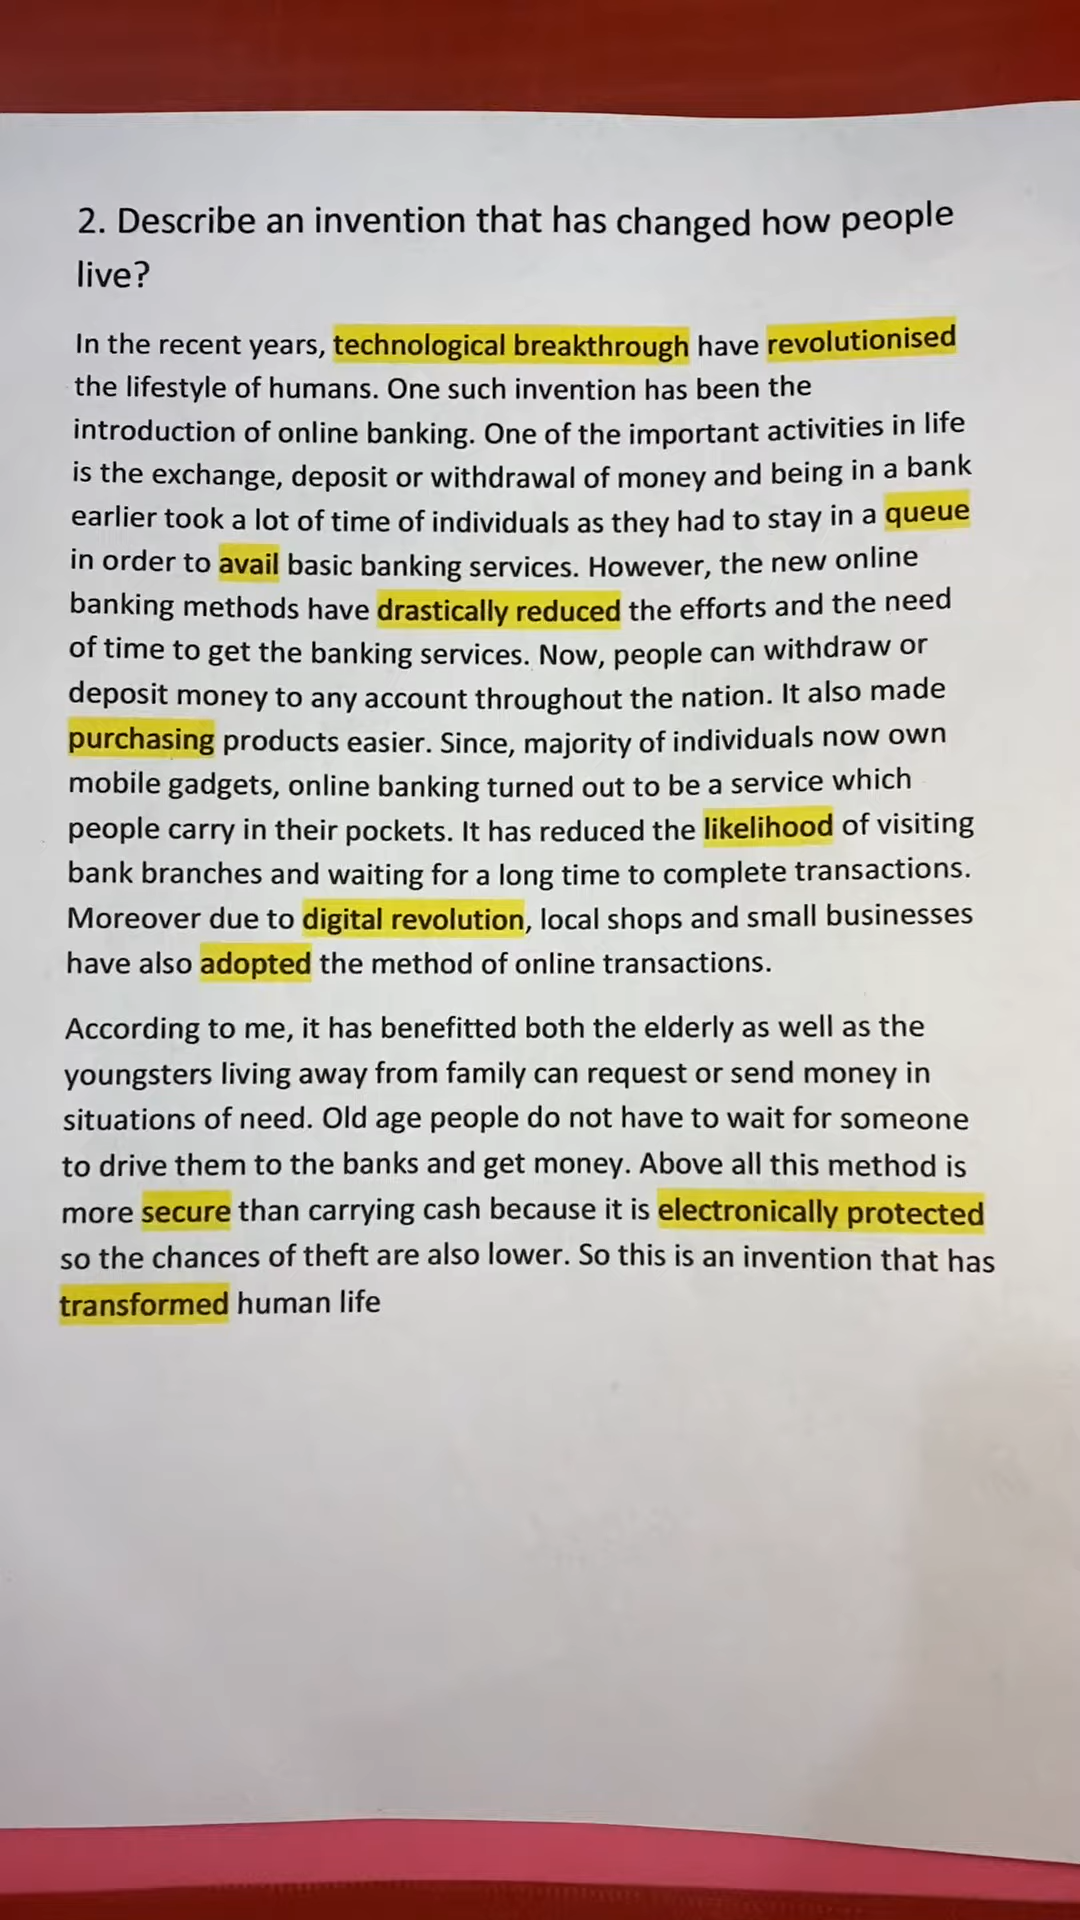 2. Describe an invention that has changed how people
live?
In the recent years, technological breakthrough have revolutionised
the lifestyle of humans. One such invention has been the
introduction of online banking. One of the important activities in life
is the exchange, deposit or withdrawal of money and being in a bank
earlier took a lot of time of individuals as they had to stay in a queue
in order to avail basic banking services. However, the new online
banking methods have drastically reduced the efforts and the need
of time to get the banking services. Now, people can withdraw or
deposit money to any account throughout the nation. It also made
purchasing products easier. Since, majority of individuals now own
mobile gadgets, online banking turned out to be a service which
people carry in their pockets. It has reduced the likelihood of visiting
bank branches and waiting for a long time to complete transactions.
Moreover due to digital revolution, local shops and small businesses
have also adopted the method of online transactions.
According to me, it has benefitted both the elderly as well as the
youngsters living away from family can request or send money in
situations of need. Old age people do not have to wait for someone
to drive them to the banks and get money. Above all this method is
more secure than carrying cash because it is electronically protected
so the chances of theft are also lower. So this is an invention that has
transformed human life